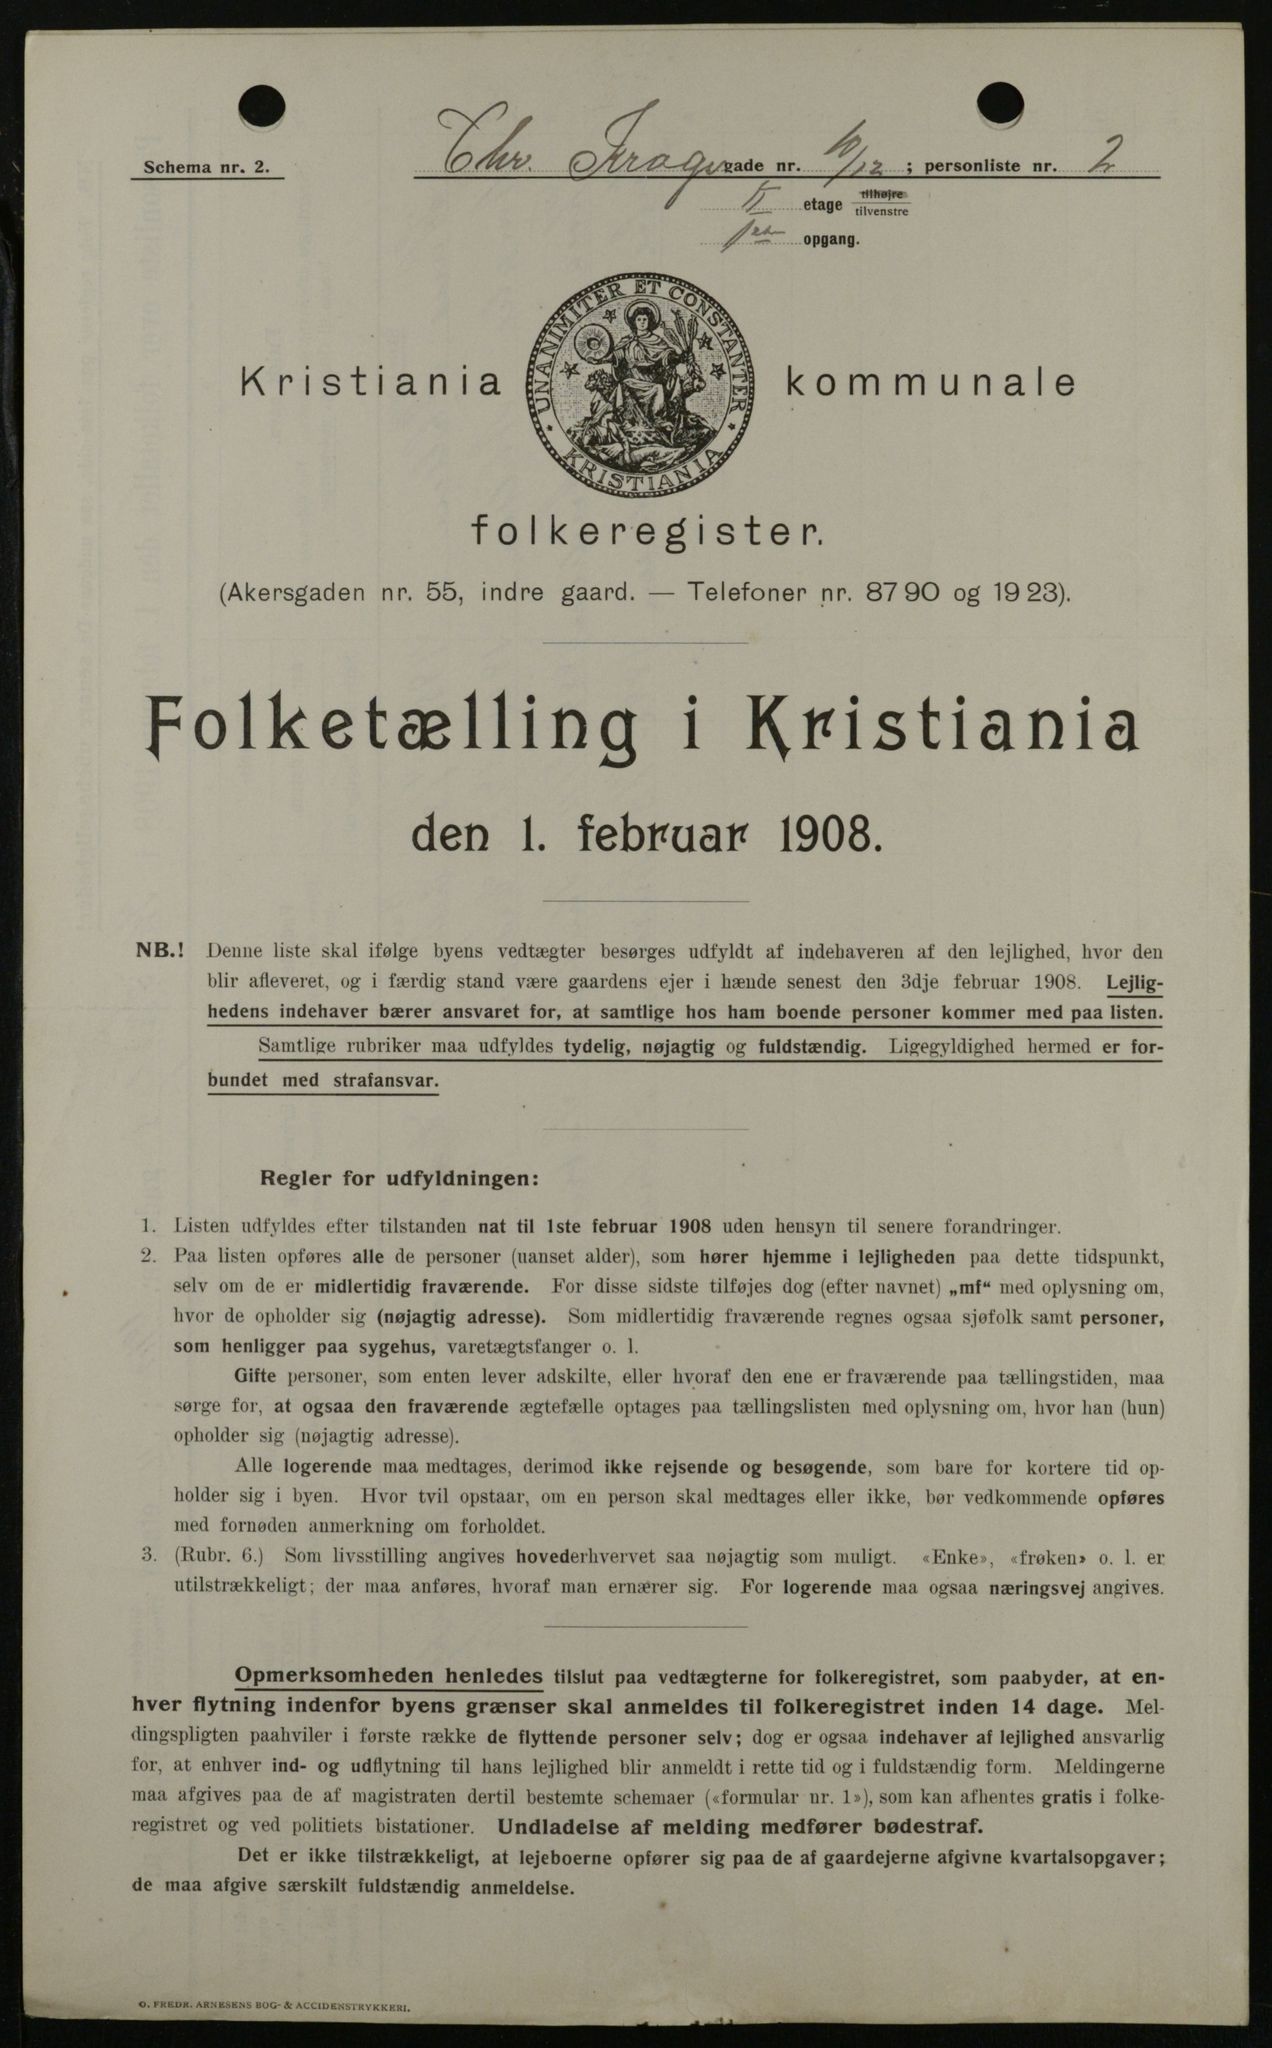 Schema nr. 2.
Chr. Krogsgade nr. 10/12 ; personliste nr. 2
II etage tilhøjre
tilvenstre
1ste opgang.
UNANIMITER ET CONSTANTER
KRISTIANIA
Kristiania kommunale
folkeregister.
(Akersgaden nr. 55, indre gaard. — Telefoner nr. 8790 og 1923).
Folketælling i Kristiania
den 1. februar 1908.
NB.! Denne liste skal ifølge byens vedtægter besørges udfyldt af indehaveren af den lejlighed, hvor den
blir afleveret, og i færdig stand være gaardens ejer i hænde senest den 3dje februar 1908. Lejlig-
hedens indehaver bærer ansvaret for, at samtlige hos ham boende personer kommer med paa listen.
Samtlige rubriker maa udfyldes tydelig, nøjagtig og fuldstændig. Ligegyldighed hermed er for-
bundet med strafansvar.
Regler for udfyldningen:
1. Listen udfyldes efter tilstanden nat til 1ste februar 1908 uden hensyn til senere forandringer.
2. Paa listen opføres alle de personer (uanset alder), som hører hjemme i lejligheden paa dette tidspunkt,
selv om de er midlertidig fraværende. For disse sidste tilføjes dog (efter navnet) „mf“ med oplysning om,
hvor de opholder sig (nøjagtig adresse). Som midlertidig fraværende regnes ogsaa sjøfolk samt personer,
som henligger paa sygehus, varetægtsfanger o. l.
Gifte personer, som enten lever adskilte, eller hvoraf den ene er fraværende paa tællingstiden, maa
sørge for, at ogsaa den fraværende ægtefælle optages paa tællingslisten med oplysning om, hvor han (hun)
opholder sig (nøjagtig adresse).
Alle logerende maa medtages, derimod ikke rejsende og besøgende, som bare for kortere tid op-
holder sig i byen. Hvor tvil opstaar, om en person skal medtages eller ikke, bør vedkommende opføres
med fornøden anmerkning om forholdet.
3. (Rubr. 6.) Som livsstilling angives hovederhvervet saa nøjagtig som muligt. «Enke», «frøken» o. l. er
utilstrækkeligt; der maa anføres, hvoraf man ernærer sig. For logerende maa ogsaa næringsvej angives.
Opmerksomheden henledes tilslut paa vedtægterne for folkeregistret, som paabyder, at en-
hver flytning indenfor byens grænser skal anmeldes til folkeregistret inden 14 dage. Mel-
dingspligten paahviler i første række de flyttende personer selv; dog er ogsaa indehaver af lejlighed ansvarlig
for, at enhver ind- og udflytning til hans lejlighed blir anmeldt i rette tid og i fuldstændig form. Meldingerne
maa afgives paa de af magistraten dertil bestemte schemaer («formular nr. 1»), som kan afhentes gratis i folke-
registret og ved politiets bistationer. Undladelse af melding medfører bødestraf.
Det er ikke tilstrækkeligt, at lejeboerne opfører sig paa de af gaardejerne afgivne kvartalsopgaver;
de maa afgive særskilt fuldstændig anmeldelse.
O. FREDR. ARNESENS BOG- & ACCIDENSTRYKKERI.